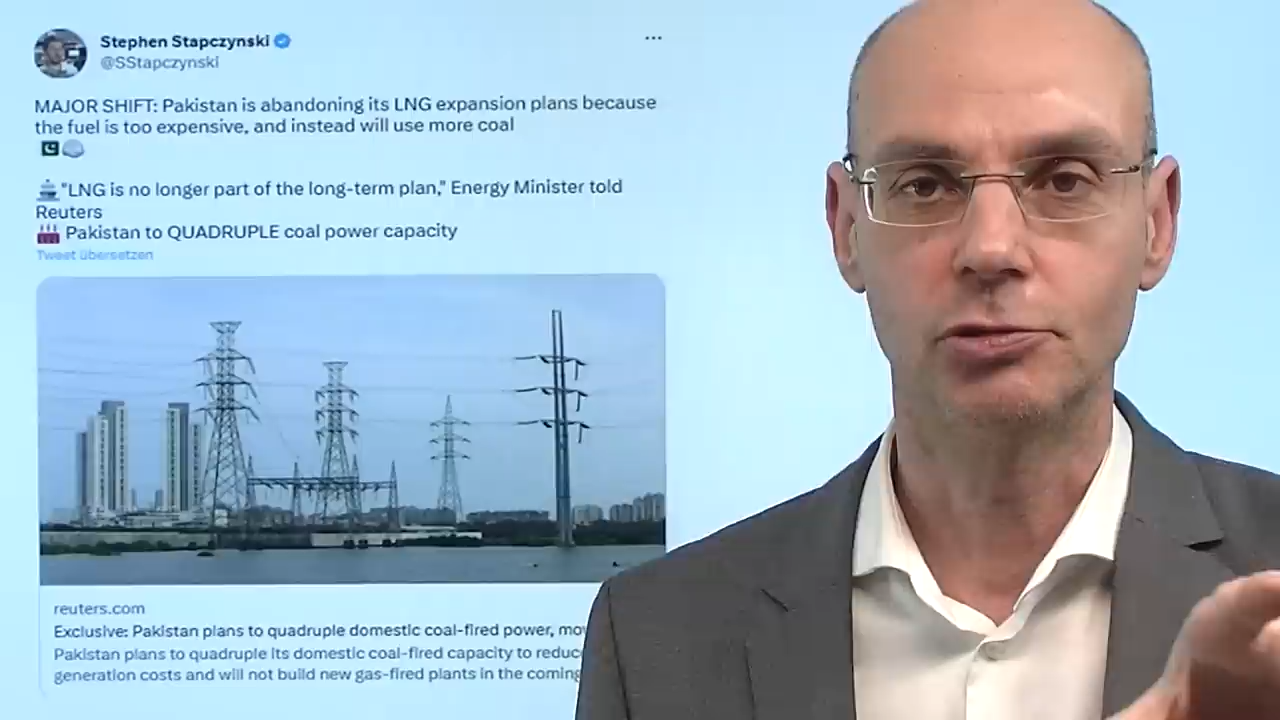 Stephen Stapczynski
@SStapczynski
MAJOR SHIFT: Pakistan is abandoning its LNG expansion plans because
the fuel is too expensive, and instead will use more coal
"LNG is no longer part of the long-term plan," Energy Minister told
Reuters
Pakistan to QUADRUPLE coal power capacity
Tweet übersetzen
reuters.com
Exclusive: Pakistan plans to quadruple domestic coal-fired power,
Pakistan plans to quadruple its domestic coal-fired capacity to
generation costs and will not build new gas-fired plants in the coming